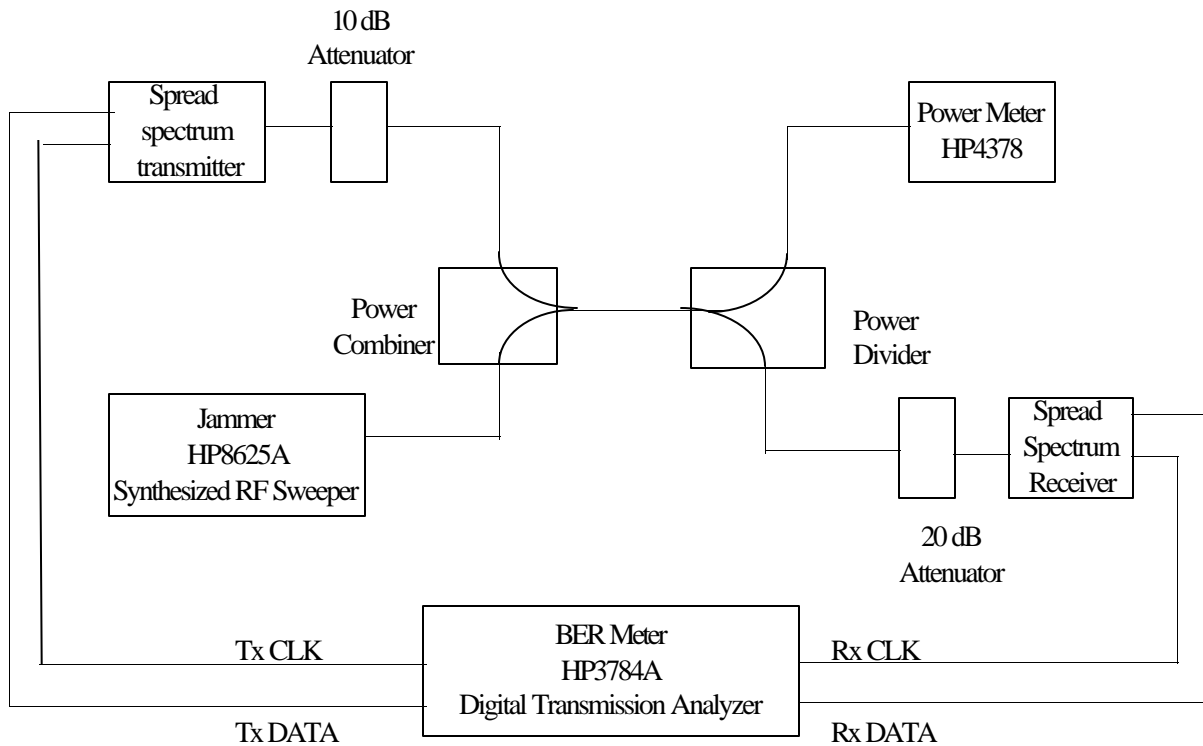 10 dB
Attenuator
Spread
spectrum
transmitter
Power Meter
HP4378
Power
Combiner
Power
Divider
Jammer
HP8625A
Synthesized RF Sweeper
Spread
Spectrum
Receiver
20 dB
Attenuator
BER Meter
HP3784A
Digital Transmission Analyzer
Tx CLK
Rx CLK
Tx DATA
Rx DATA